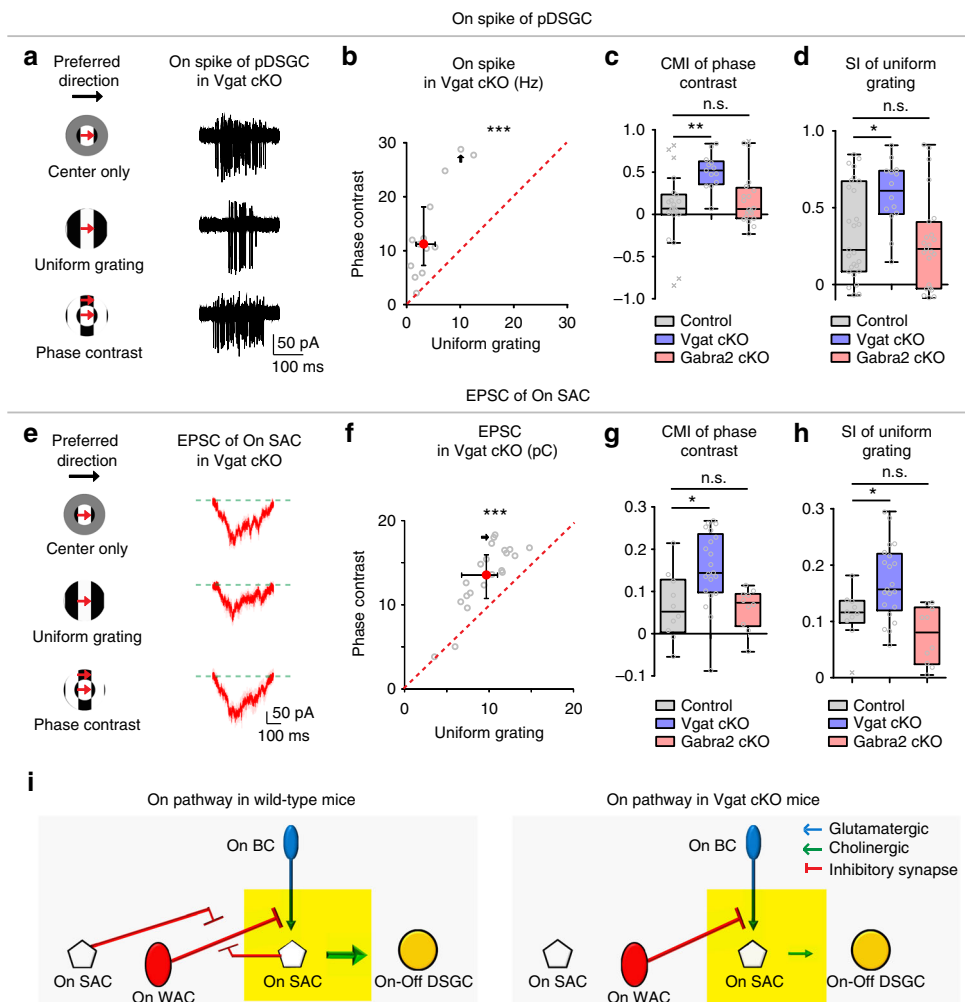 On spike of pDSGC
a
Preferred
direction
On spike of pDSGC
in Vgat cKO
Center only
Uniform grating
Phase contrast
50 pA
100 ms
b
On spike
in Vgat cKO (Hz)
***
30
20
10
0
0 10 20 30
Phase contrast
Uniform grating
c
CMI of phase
contrast
n.s.
**
1.0
0.5
0
−0.5
−1.0
Control
Vgat cKO
Gabra2 cKO
d
SI of uniform
grating
n.s.
*
1.0
0.5
0
Control
Vgat cKO
Gabra2 cKO
EPSC of On SAC
e
Preferred
direction
EPSC of On SAC
in Vgat cKO
Center only
Uniform grating
Phase contrast
50 pA
100 ms
f
EPSC
in Vgat cKO (pC)
***
20
10
0
0 10 20
Phase contrast
Uniform grating
g
CMI of phase
contrast
n.s.
*
0.3
0.2
0.1
0
−0.1
Control
Vgat cKO
Gabra2 cKO
h
SI of uniform
grating
n.s.
*
0.3
0.2
0.1
0
Control
Vgat cKO
Gabra2 cKO
i
On pathway in wild-type mice
On BC
On SAC
On WAC
On SAC
On-Off DSGC
On pathway in Vgat cKO mice
Glutamatergic
Cholinergic
Inhibitory synapse
On BC
On SAC
On WAC
On SAC
On-Off DSGC